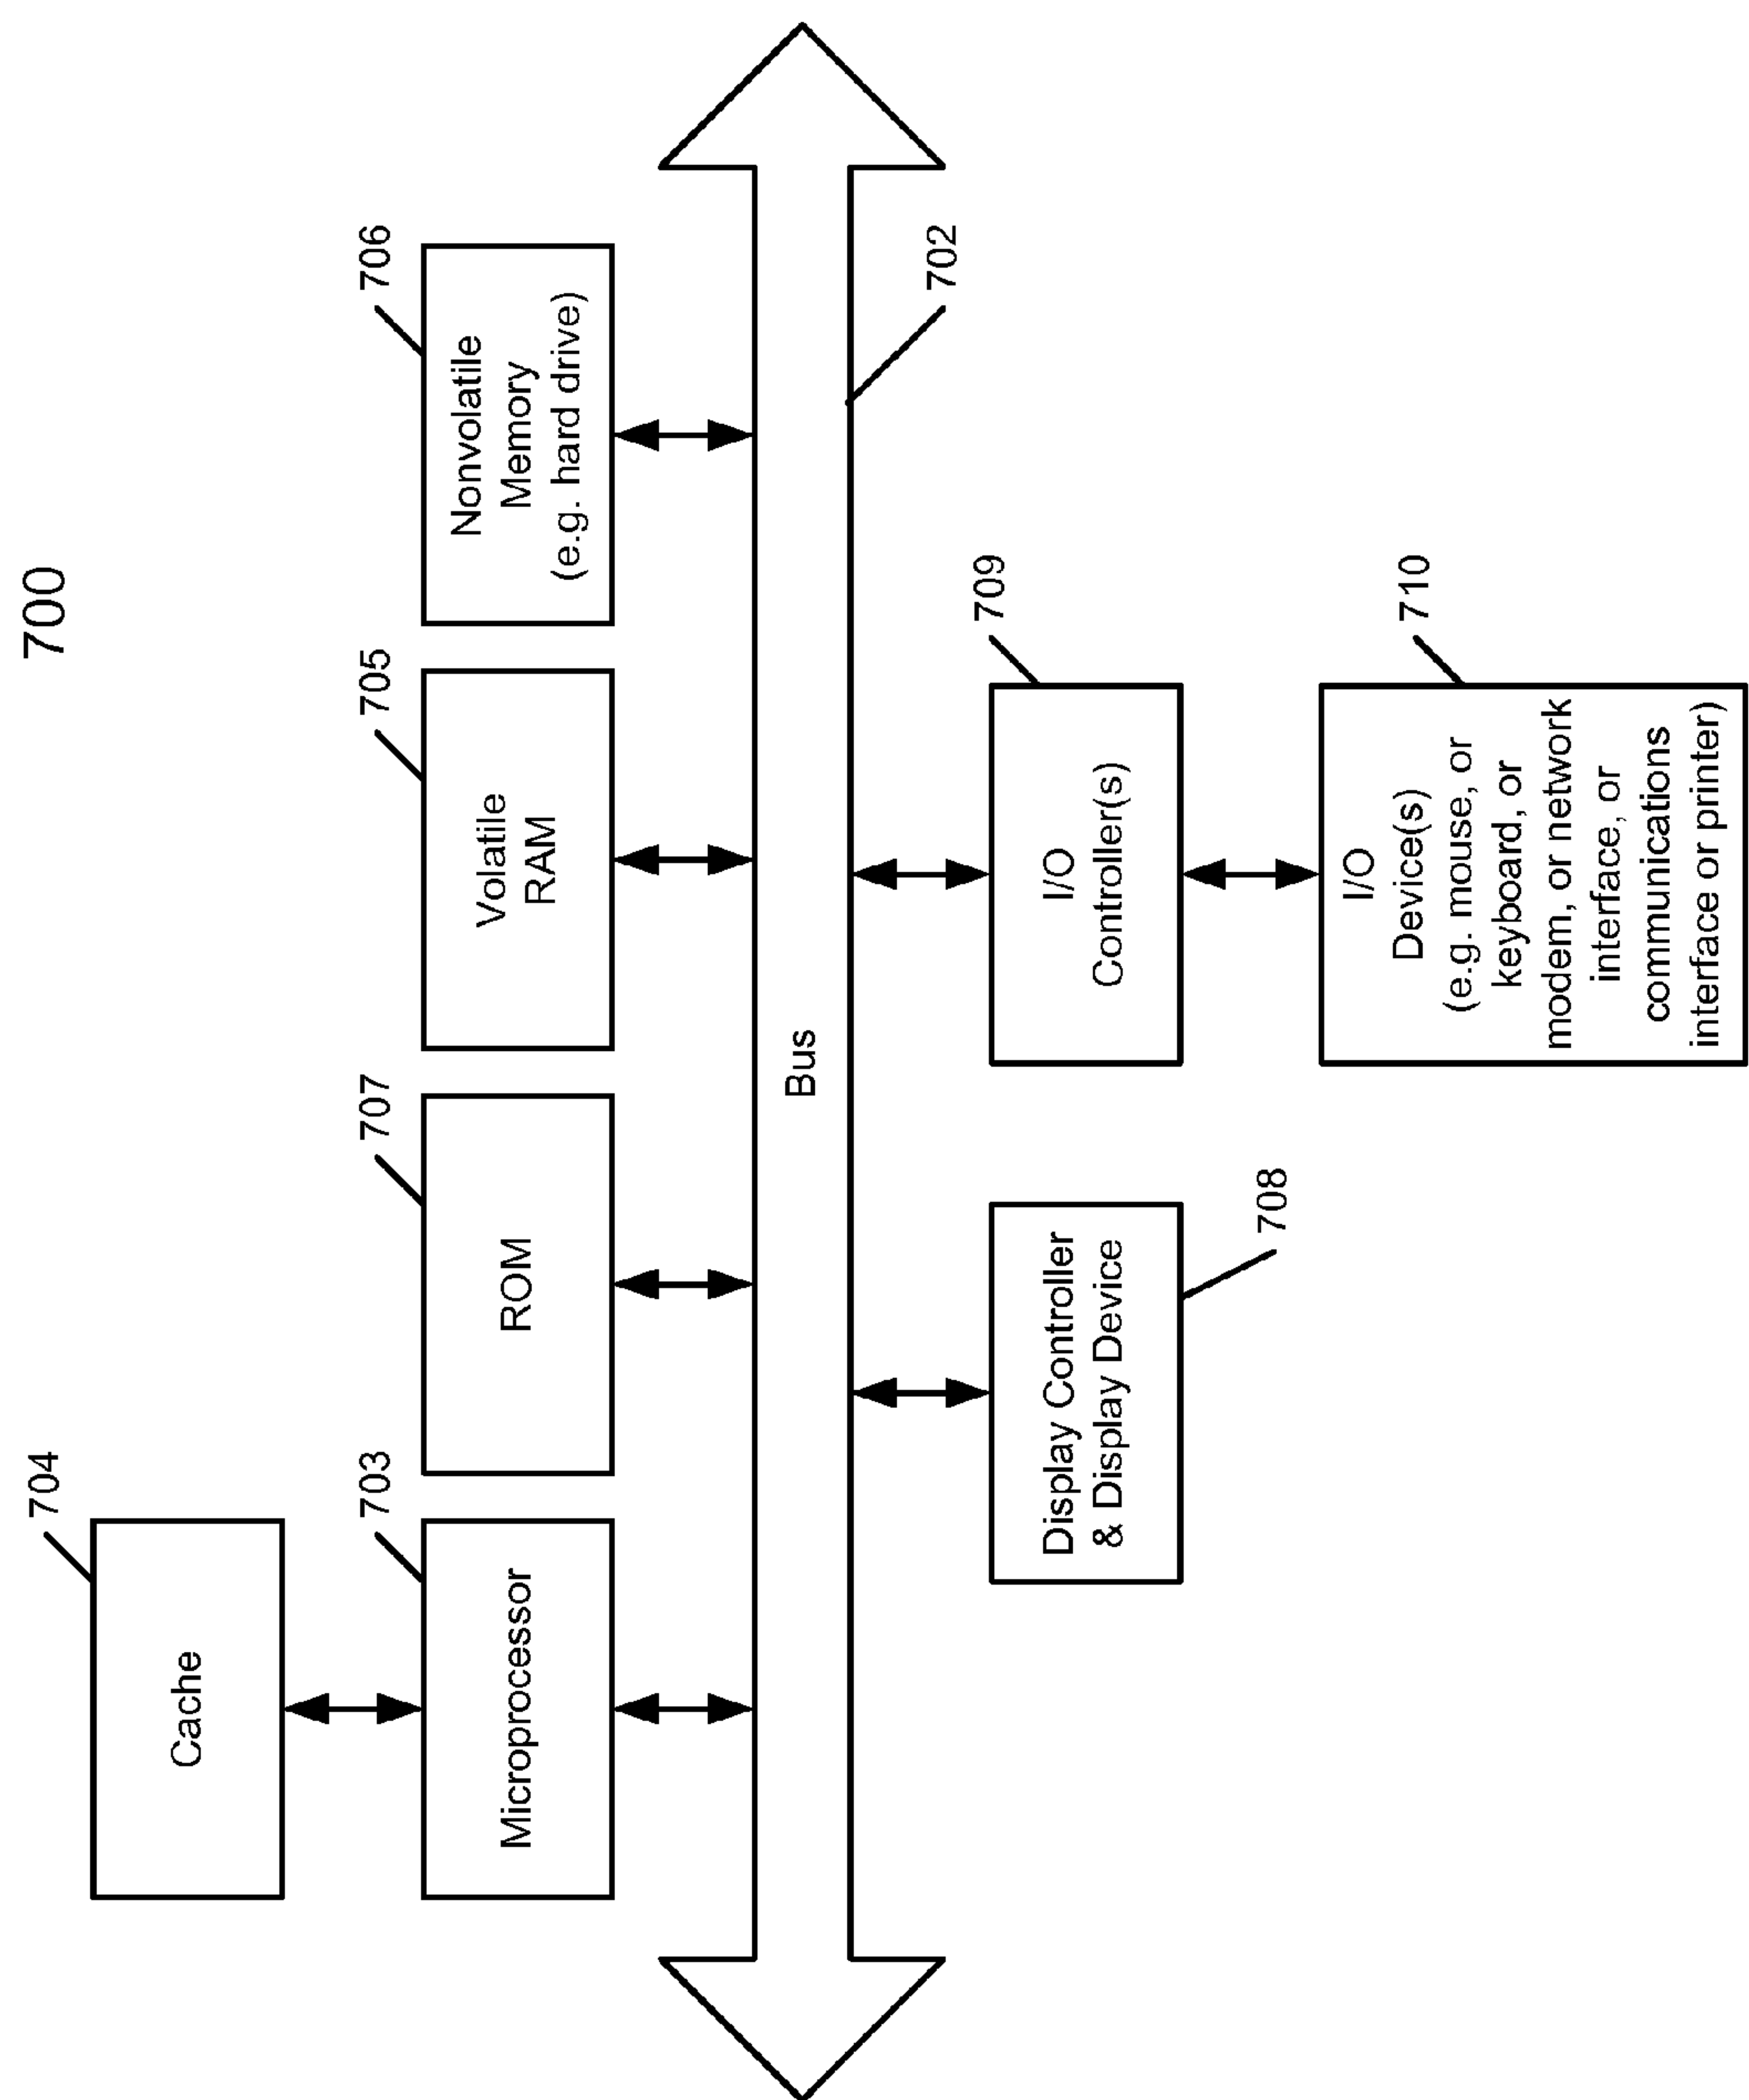 700
704
Cache
703
707
705
706
Microprocessor
ROM
Volatile
RAM
Nonvolatile
Memory
(e.g. hard drive)
Bus
702
709
Display Controller
& Display Device
708
I/O
Controller(s)
710
I/O
Device(s)
(e.g. mouse, or
keyboard, or
modem, or network
interface, or
communications
interface or printer)